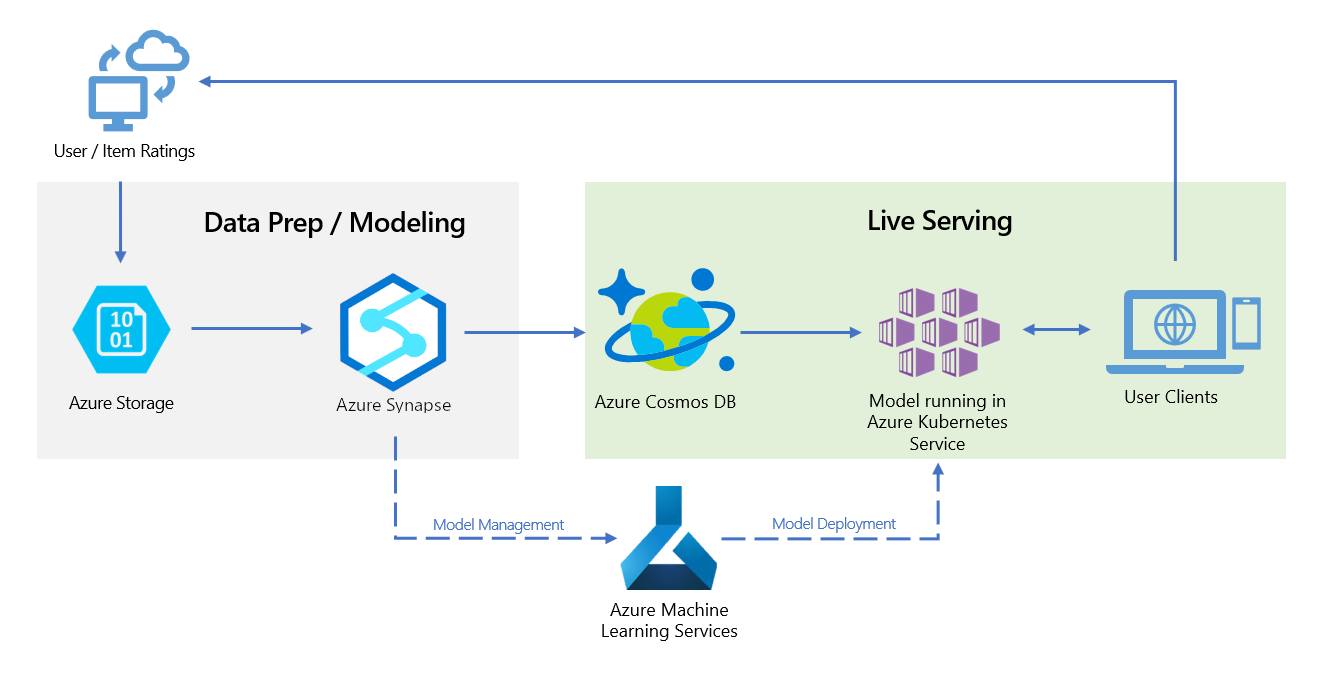 User / Item Ratings
Data Prep / Modeling
Live Serving
10
01
Azure Storage
Azure Synapse
Azure Cosmos DB
Model running in
Azure Kubernetes
Service
User Clients
Model Management
Model Deployment
Azure Machine
Learning Services